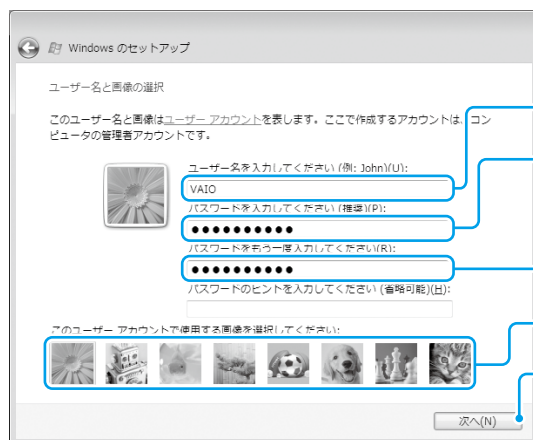 Windows のセットアップ
ユーザー名と画像の選択
このユーザー名と画像はユーザー アカウントを表します。ここで作成するアカウントは、コン
ピュータの管理者アカウントです。
ユーザー名を入力してください (例: John)(U):
VAIO
パスワードを入力してください (推奨)(P):
●●●●●●●●●●
パスワードをもう一度入力してください(R):
●●●●●●●●●●
パスワードのヒントを入力してください (省略可能)(H):
このユーザー アカウントで使用する画像を選択してください:
次へ(N)